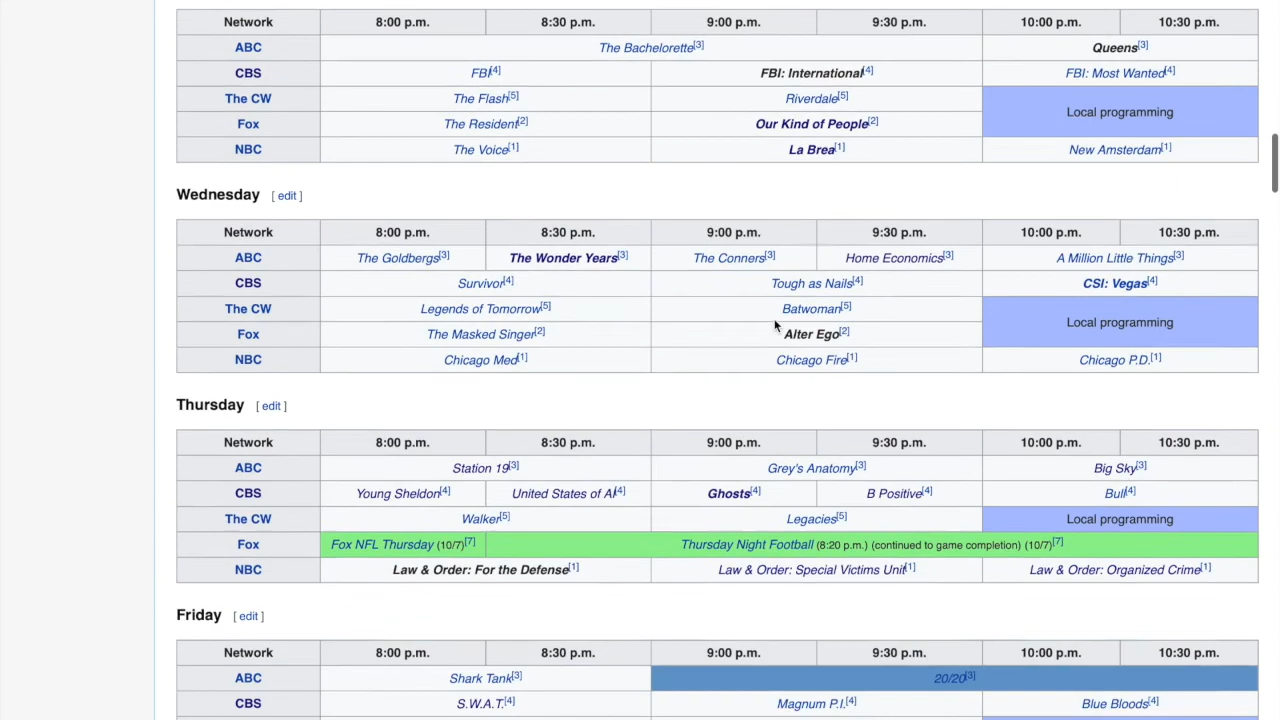 Network 8:00 p.m. 8:30 p.m. 9:00 p.m. 9:30 p.m. 10:00 p.m. 10:30 p.m.
ABC The Bachelorette[3] Queens[3]
CBS FBI[4] FBI: International[4] FBI: Most Wanted[4]
The CW The Flash[5] Riverdale[5] Local programming
Fox The Resident[2] Our Kind of People[2]
NBC The Voice[1] La Brea[1] New Amsterdam[1]
Wednesday [ edit ]
Network 8:00 p.m. 8:30 p.m. 9:00 p.m. 9:30 p.m. 10:00 p.m. 10:30 p.m.
ABC The Goldbergs[3] The Wonder Years[3] The Conners[3] Home Economics[3] A Million Little Things[3]
CBS Survivor[4] Tough as Nails[4] CSI: Vegas[4]
The CW Legends of Tomorrow[5] Batwoman[5] Local programming
Fox The Masked Singer[2] Alter Ego[2]
NBC Chicago Med[1] Chicago Fire[1] Chicago P.D.[1]
Thursday [ edit ]
Network 8:00 p.m. 8:30 p.m. 9:00 p.m. 9:30 p.m. 10:00 p.m. 10:30 p.m.
ABC Station 19[3] Grey's Anatomy[3] Big Sky[3]
CBS Young Sheldon[4] United States of Al[4] Ghosts[4] B Positive[4] Bull[4]
The CW Walker[5] Legacies[5] Local programming
Fox Fox NFL Thursday (10/7)[7] Thursday Night Football (8:20 p.m.) (continued to game completion) (10/7)[7]
NBC Law & Order: For the Defense[1] Law & Order: Special Victims Unit[1] Law & Order: Organized Crime[1]
Friday [ edit ]
Network 8:00 p.m. 8:30 p.m. 9:00 p.m. 9:30 p.m. 10:00 p.m. 10:30 p.m.
ABC Shark Tank[3] 20/20[3]
CBS S.W.A.T.[4] Magnum P.I.[4] Blue Bloods[4]